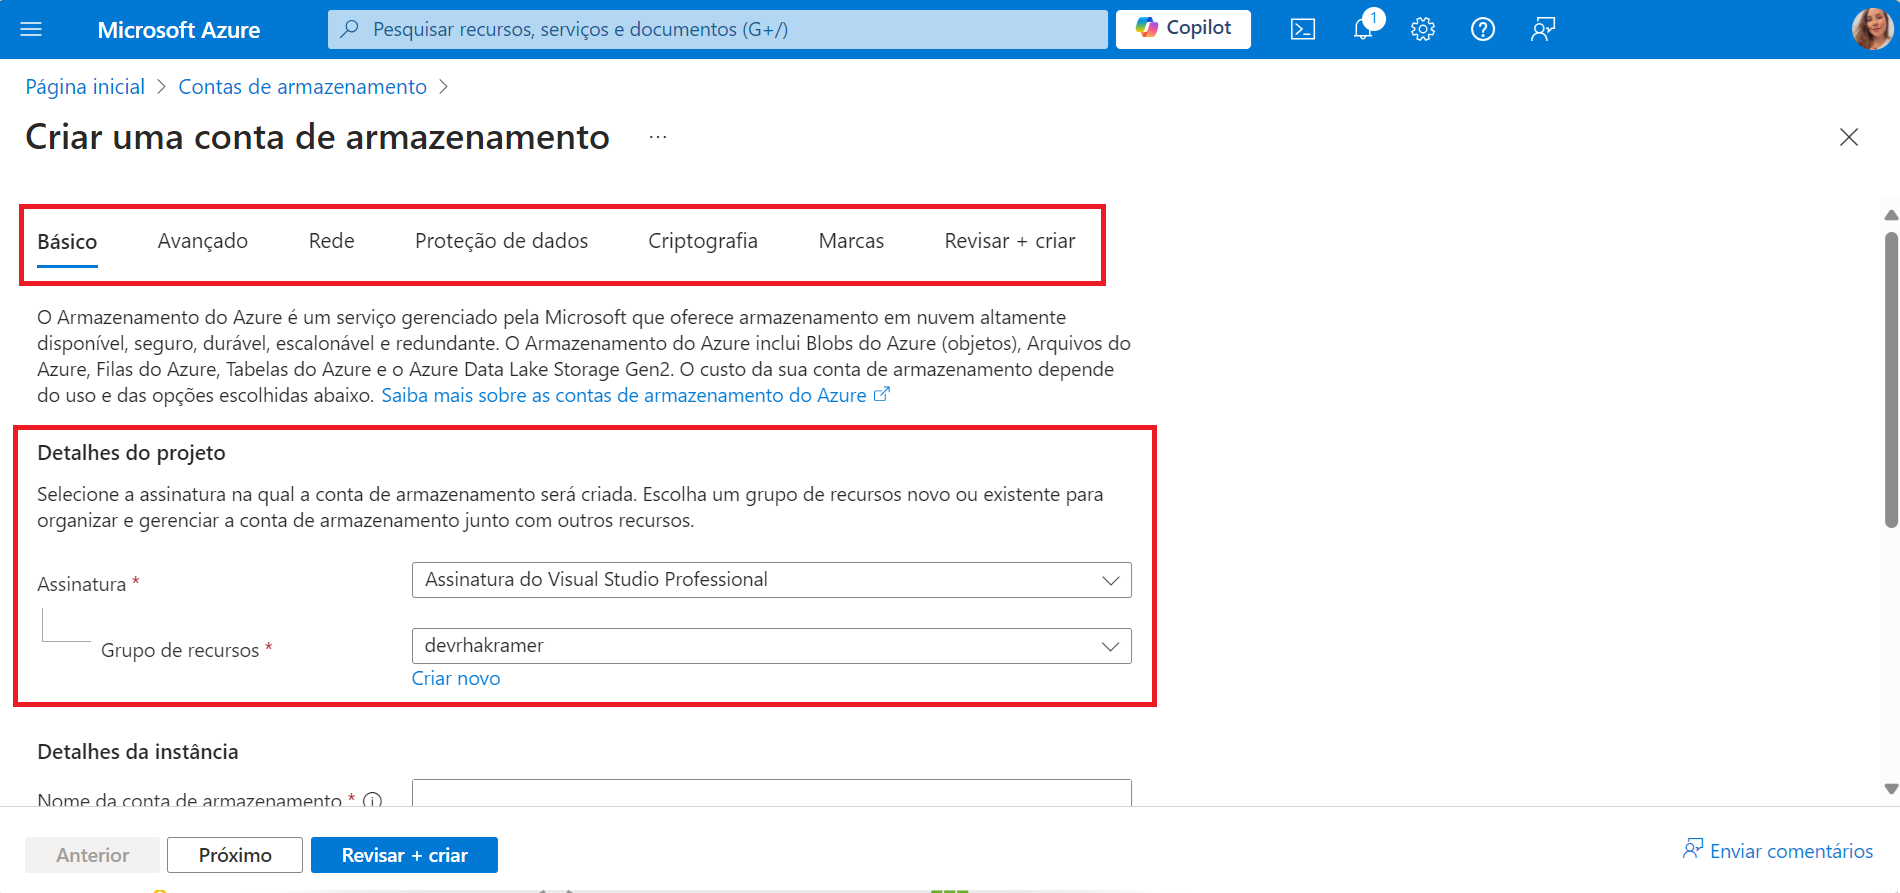 Microsoft Azure
Pesquisar recursos, serviços e documentos (G+/)
Copilot
1
Página inicial > Contas de armazenamento >
Criar uma conta de armazenamento ...
Básico
Avançado
Rede
Proteção de dados
Criptografia
Marcas
Revisar + criar
O Armazenamento do Azure é um serviço gerenciado pela Microsoft que oferece armazenamento em nuvem altamente
disponível, seguro, durável, escalonável e redundante. O Armazenamento do Azure inclui Blobs do Azure (objetos), Arquivos do
Azure, Filas do Azure, Tabelas do Azure e o Azure Data Lake Storage Gen2. O custo da sua conta de armazenamento depende
do uso e das opções escolhidas abaixo. Saiba mais sobre as contas de armazenamento do Azure
Detalhes do projeto
Selecione a assinatura na qual a conta de armazenamento será criada. Escolha um grupo de recursos novo ou existente para
organizar e gerenciar a conta de armazenamento junto com outros recursos.
Assinatura *
Assinatura do Visual Studio Professional
Grupo de recursos *
devrhakramer
Criar novo
Detalhes da instância
Nome da conta de armazenamento *
Anterior
Próximo
Revisar + criar
Enviar comentários